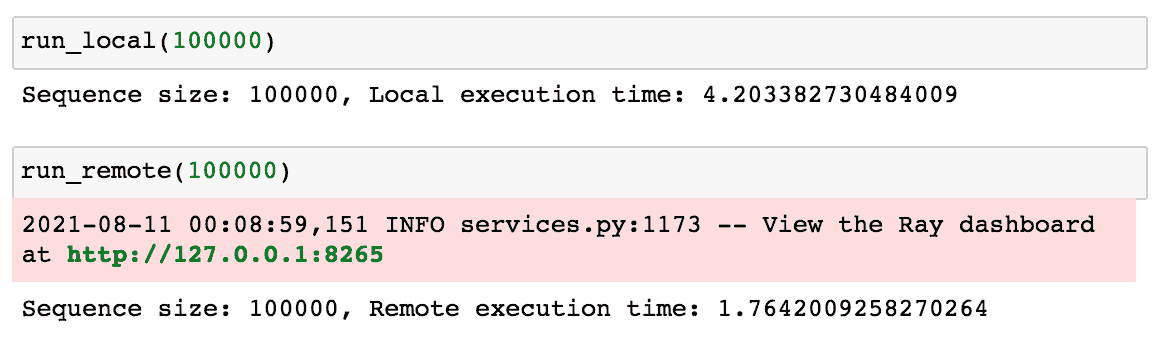 run_local(100000)
Sequence size: 100000, Local execution time: 4.203382730484009
run_remote(100000)
2021-08-11 00:08:59,151 INFO services.py:1173 -- View the Ray dashboard
at http://127.0.0.1:8265
Sequence size: 100000, Remote execution time: 1.7642009258270264